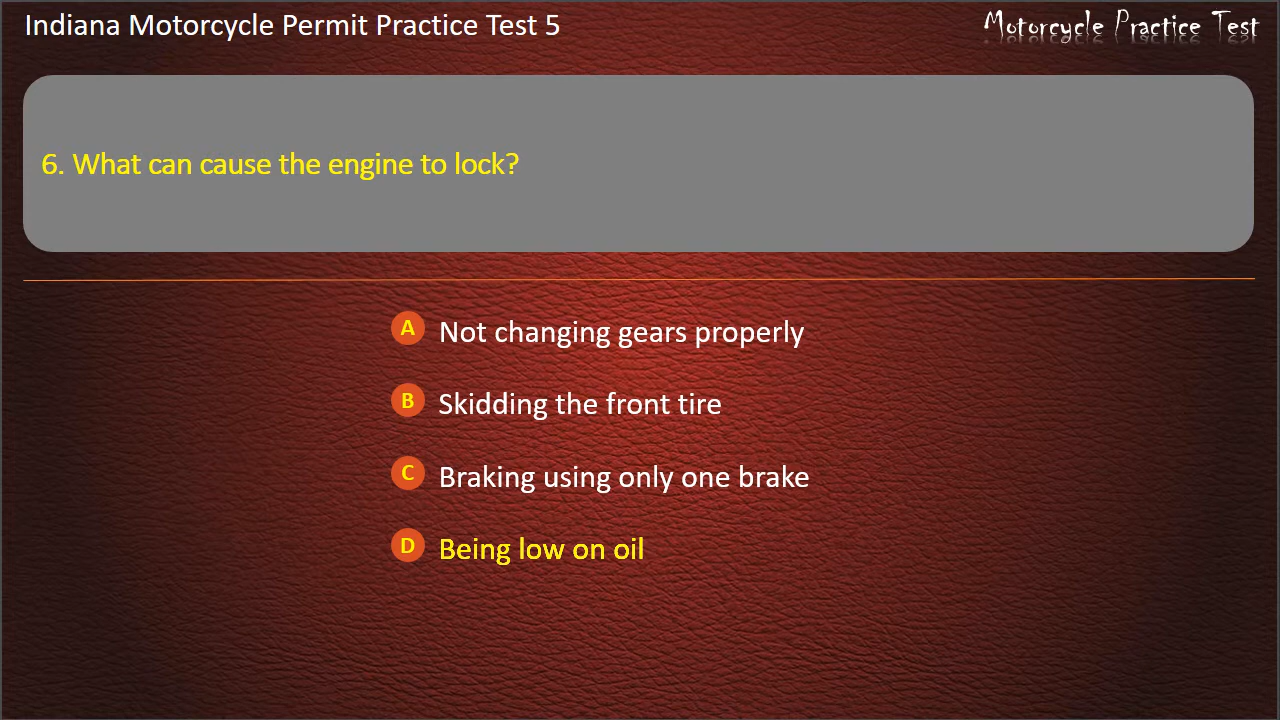 Indiana Motorcycle Permit Practice Test 5
Motorcycle Practice Test
6. What can cause the engine to lock?
A Not changing gears properly
B Skidding the front tire
C Braking using only one brake
D Being low on oil